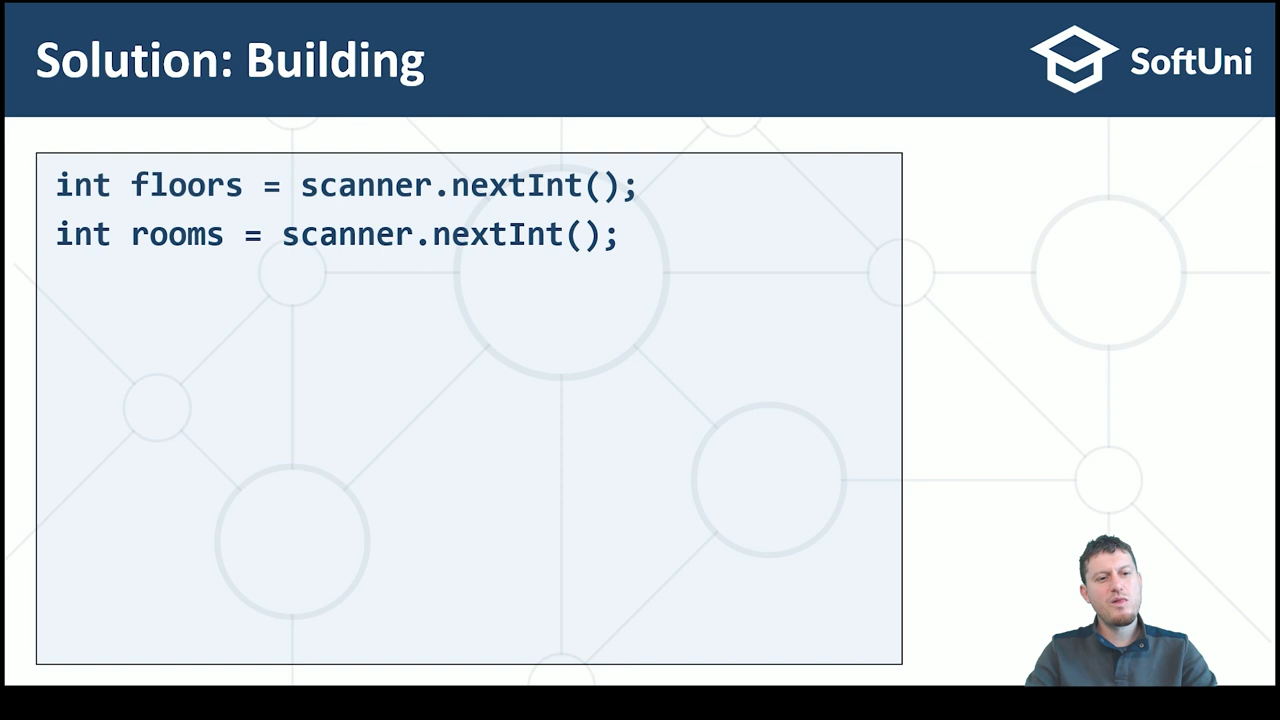 Solution: Building
SoftUni
int floors = scanner.nextInt();
int rooms = scanner.nextInt();